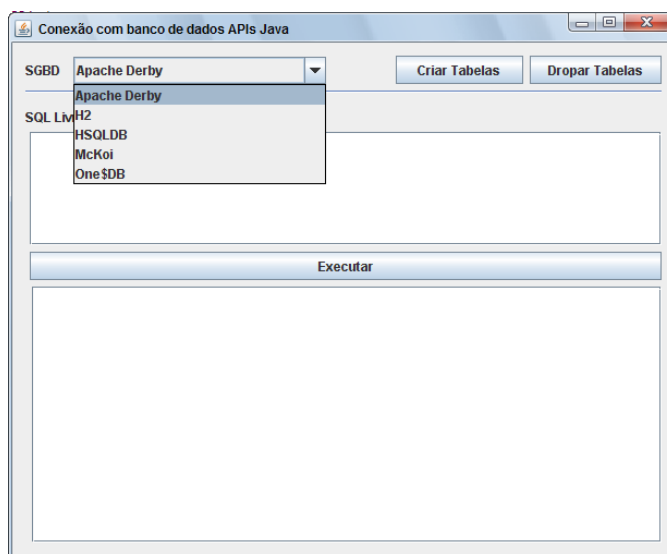 Conexão com banco de dados APIs Java
SGBD Apache Derby Criar Tabelas Dropar Tabelas
Apache Derby
SQL Liv
H2
HSQLDB
McKoi
One$DB
Executar